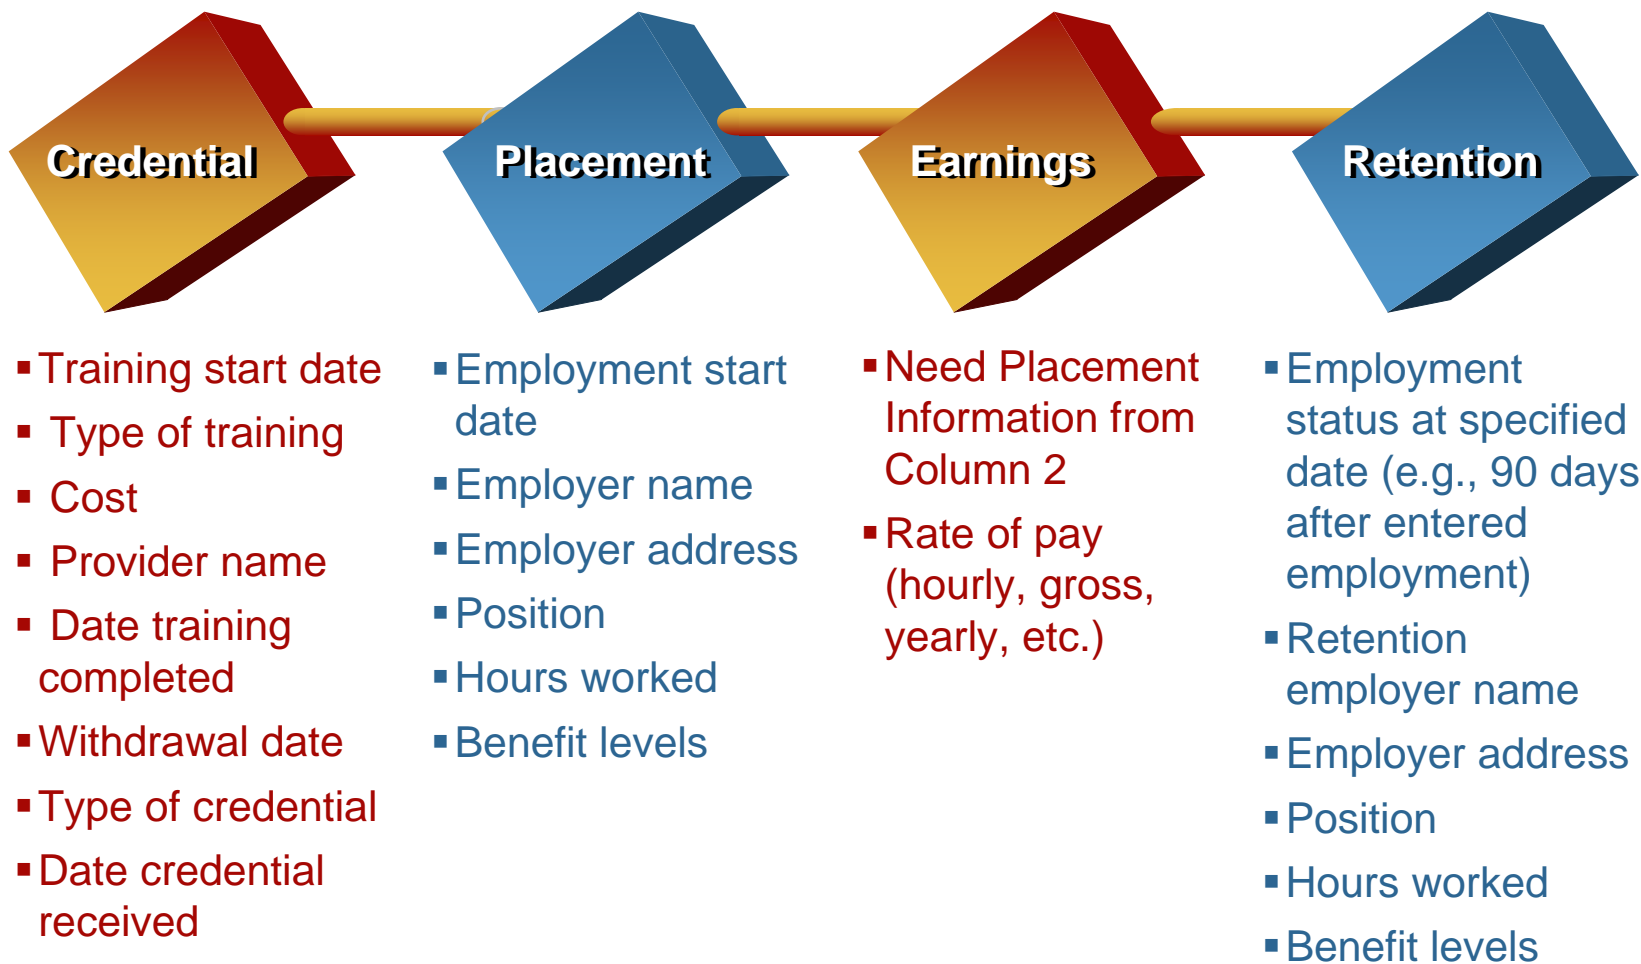 Credential
Placement
Earnings
Retention
▪Training start date
▪ Type of training
▪ Cost
▪ Provider name
▪ Date training
completed
▪Withdrawal date
▪Type of credential
▪Date credential
received
▪Employment start
date
▪Employer name
▪Employer address
▪Position
▪Hours worked
▪Benefit levels
▪Need Placement
Information from
Column 2
▪Rate of pay
(hourly, gross,
yearly, etc.)
▪Employment
status at specified
date (e.g., 90 days
after entered
employment)
▪Retention
employer name
▪Employer address
▪Position
▪Hours worked
▪Benefit levels